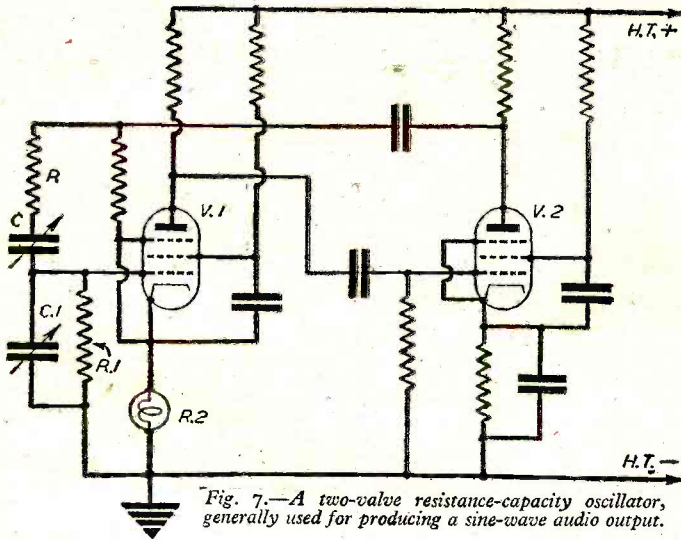 H.T.+
R
C
V.1
V.2
C.1
R.1
R.2
H.T.—
Fig. 7.—A two-valve resistance-capacity oscillator,
generally used for producing a sine-wave audio output.